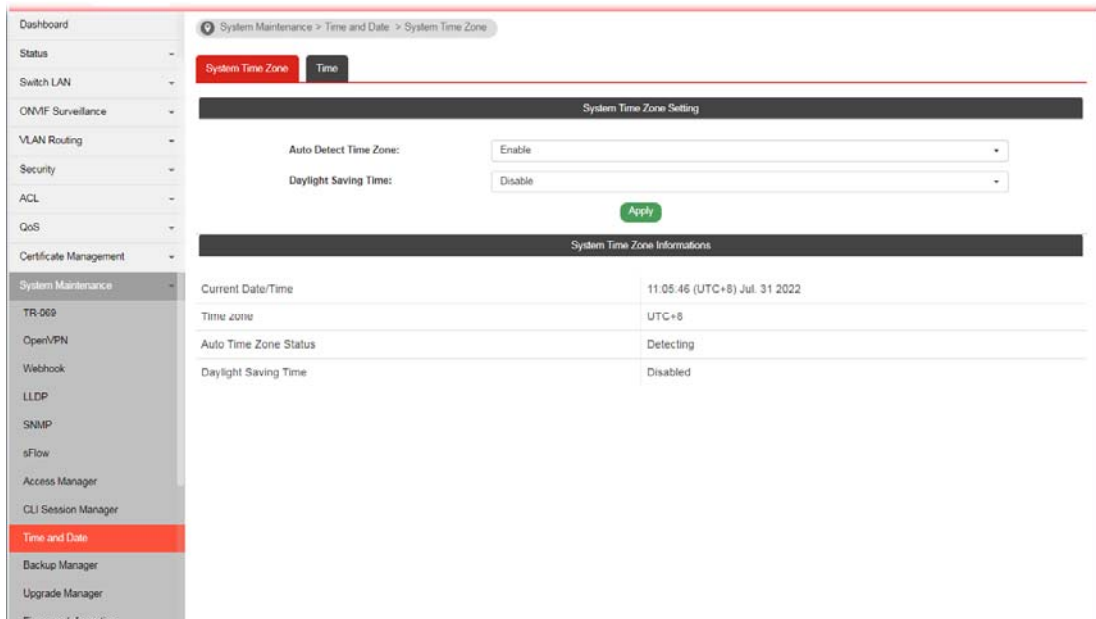 Dashboard
Status
Switch LAN
ONVIF Surveillance
VLAN Routing
Security
ACL
QoS
Certificate Management
System Maintenance
TR-069
OpenVPN
Webhook
LLDP
SNMP
sFlow
Access Manager
CLI Session Manager
Time and Date
Backup Manager
Upgrade Manager
System Maintenance > Time and Date > System Time Zone
System Time Zone
Time
System Time Zone Setting
Auto Detect Time Zone: Enable
Daylight Saving Time: Disable
Apply
System Time Zone Informations
Current Date/Time 11:05:46 (UTC+8) Jul. 31 2022
Time zone UTC+8
Auto Time Zone Status Detecting
Daylight Saving Time Disabled